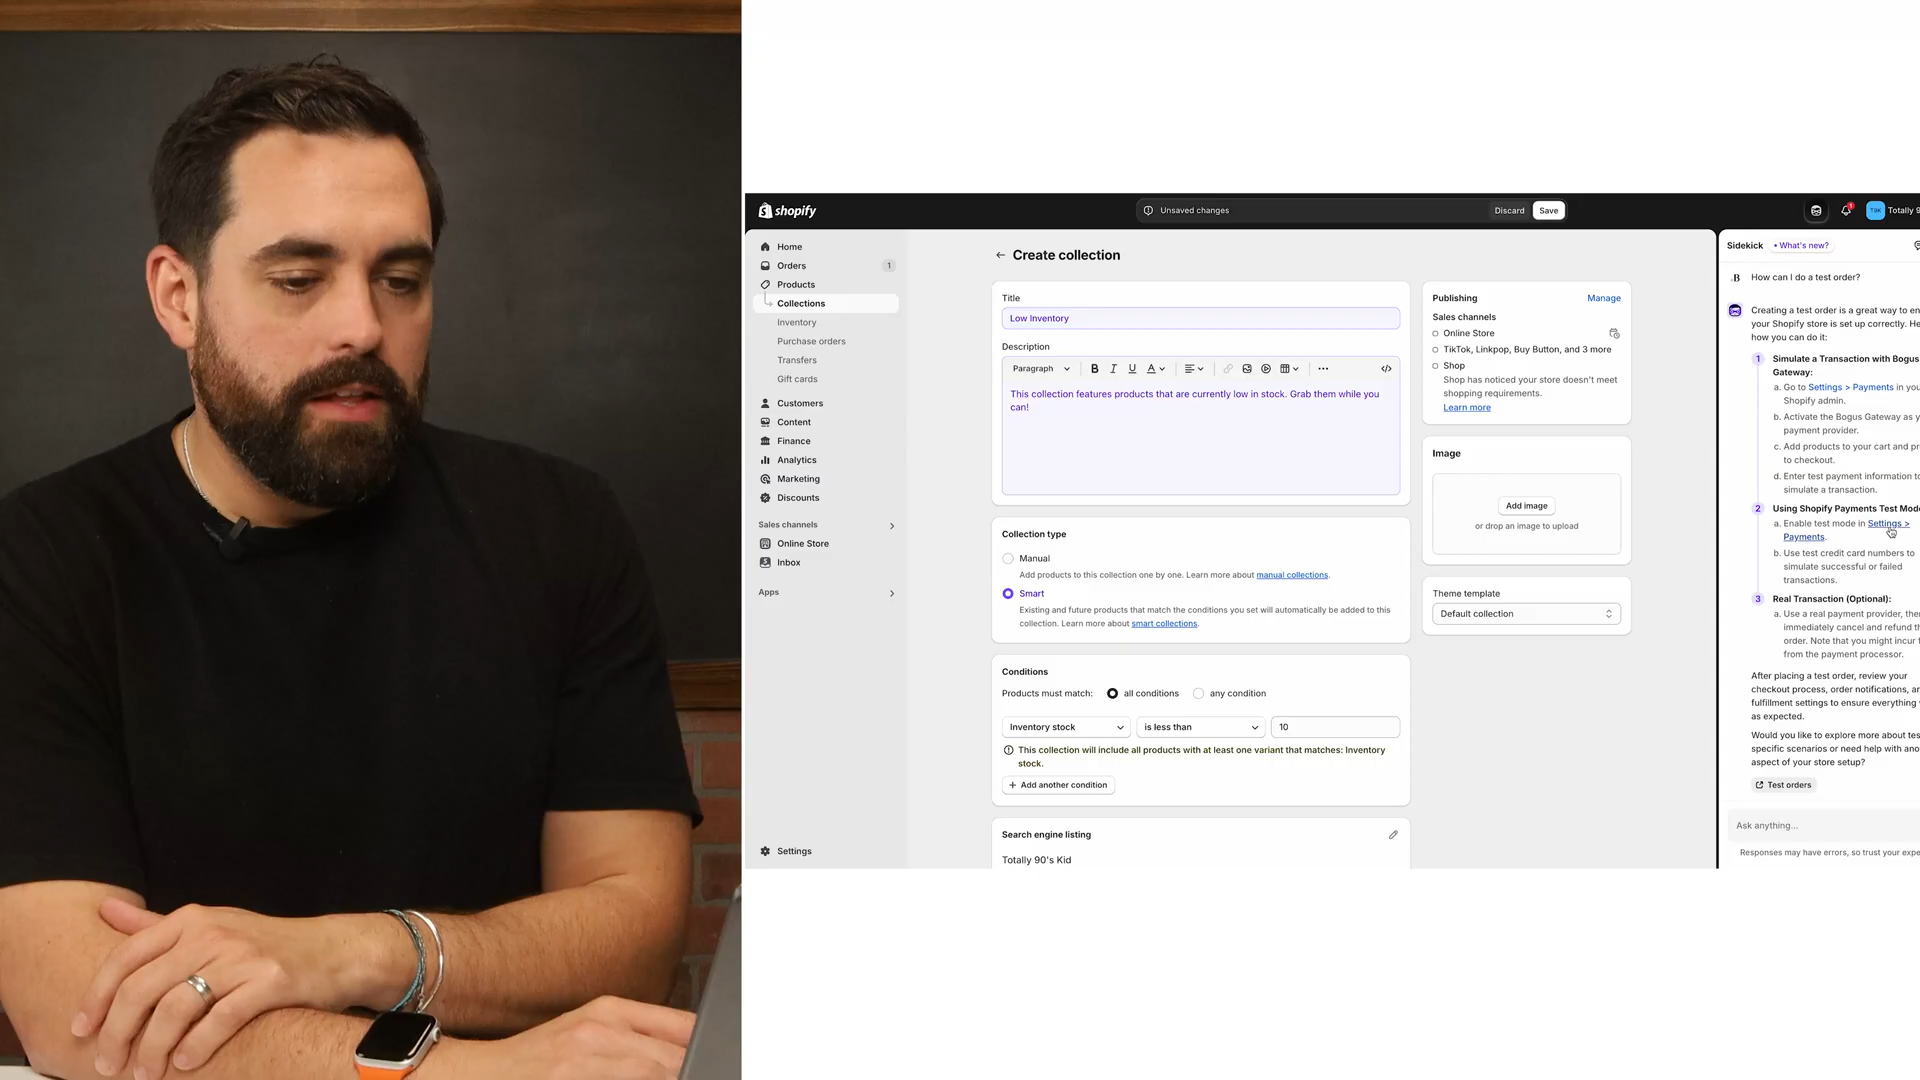 shopify
Unsaved changes
Discard
Save
1
T9K
Totally 9
Home
Orders
1
Products
Collections
Inventory
Purchase orders
Transfers
Gift cards
Customers
Content
Finance
Analytics
Marketing
Discounts
Sales channels
Online Store
Inbox
Apps
Settings
Create collection
Title
Low Inventory
Description
Paragraph
B
I
U
A
This collection features products that are currently low in stock. Grab them while you
can!
Collection type
Manual
Add products to this collection one by one. Learn more about manual collections.
Smart
Existing and future products that match the conditions you set will automatically be added to this
collection. Learn more about smart collections.
Conditions
Products must match:
all conditions
any condition
Inventory stock
is less than
10
This collection will include all products with at least one variant that matches: Inventory
stock.
+ Add another condition
Search engine listing
Totally 90's Kid
Publishing
Manage
Sales channels
Online Store
TikTok, Linkpop, Buy Button, and 3 more
Shop
Shop has noticed your store doesn't meet
shopping requirements.
Learn more
Image
Add image
or drop an image to upload
Theme template
Default collection
Sidekick
• What's new?
B
How can I do a test order?
Creating a test order is a great way to en
your Shopify store is set up correctly. He
how you can do it:
1 Simulate a Transaction with Bogus
Gateway:
a. Go to Settings > Payments in you
Shopify admin.
b. Activate the Bogus Gateway as y
payment provider.
c. Add products to your cart and pr
to checkout.
d. Enter test payment information to
simulate a transaction.
2 Using Shopify Payments Test Mode
a. Enable test mode in Settings >
Payments.
b. Use test credit card numbers to
simulate successful or failed
transactions.
3 Real Transaction (Optional):
a. Use a real payment provider, the
immediately cancel and refund th
order. Note that you might incur f
from the payment processor.
After placing a test order, review your
checkout process, order notifications, a
fulfillment settings to ensure everything
as expected.
Would you like to explore more about tes
specific scenarios or need help with ano
aspect of your store setup?
Test orders
Ask anything...
Responses may have errors, so trust your expe